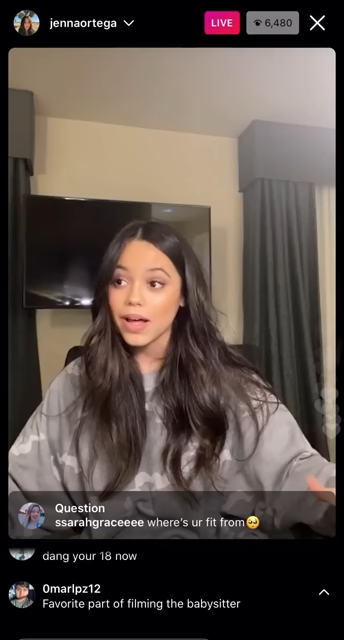 jennaortega
LIVE
6,480
Question
ssarahgraceeee where's ur fit from🥺
dang your 18 now
0marlpz12
Favorite part of filming the babysitter